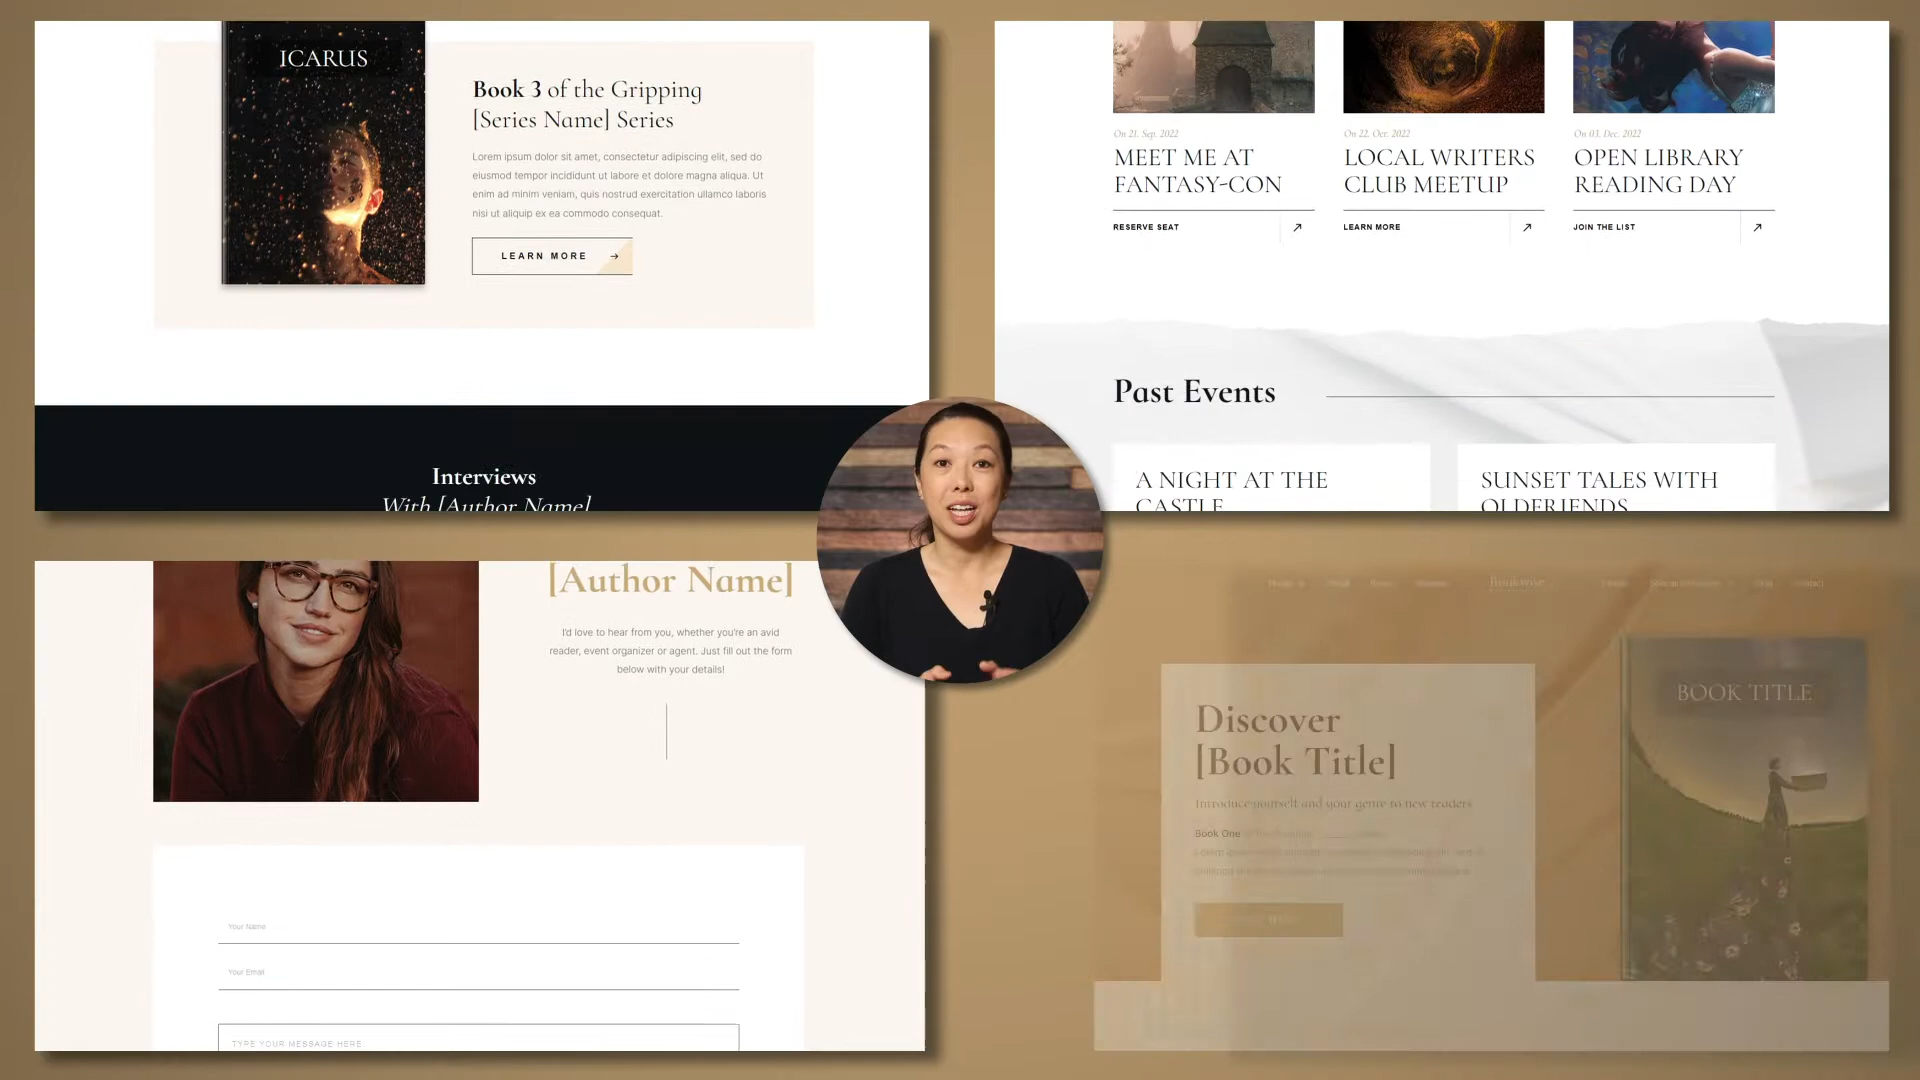 ICARUS
Book 3 of the Gripping
[Series Name] Series
Lorem ipsum dolor sit amet, consectetur adipiscing elit, sed do
eiusmod tempor incididunt ut labore et dolore magna aliqua. Ut
enim ad minim veniam, quis nostrud exercitation ullamco laboris
nisi ut aliquip ex ea commodo consequat.
LEARN MORE
Interviews
With [Author Name]
On 21. Sep. 2022
MEET ME AT
FANTASY-CON
RESERVE SEAT
On 22. Oct. 2022
LOCAL WRITERS
CLUB MEETUP
LEARN MORE
On 03. Dec. 2022
OPEN LIBRARY
READING DAY
JOIN THE LIST
Past Events
A NIGHT AT THE
CASTLE
SUNSET TALES WITH
OLDFRIENDS
[Author Name]
I'd love to hear from you, whether you're an avid
reader, event organizer or agent. Just fill out the form
below with your details!
Your Name
Your Email
TYPE YOUR MESSAGE HERE
Discover
[Book Title]
Introduce yourself and your genre to new readers
Book One
BOOK TITLE